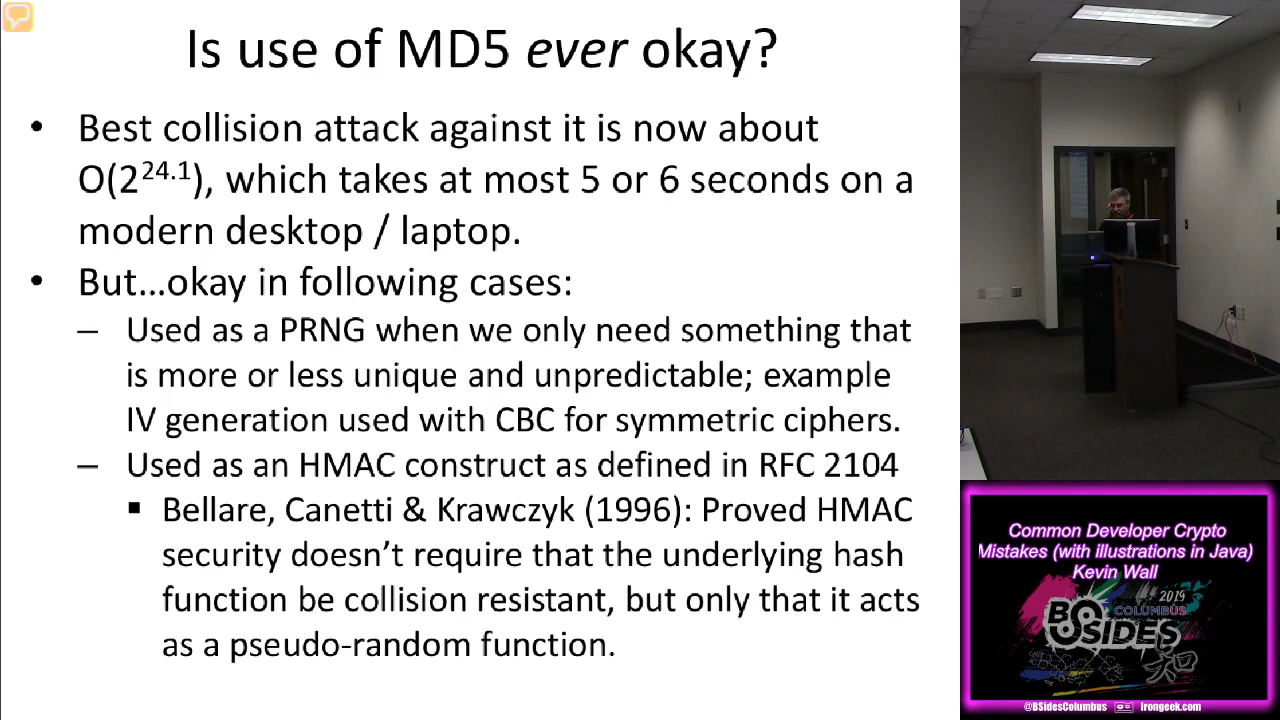 Is use of MD5 ever okay?
• Best collision attack against it is now about
O(2^24.1), which takes at most 5 or 6 seconds on a
modern desktop / laptop.
• But…okay in following cases:
– Used as a PRNG when we only need something that
is more or less unique and unpredictable; example
IV generation used with CBC for symmetric ciphers.
– Used as an HMAC construct as defined in RFC 2104
▪ Bellare, Canetti & Krawczyk (1996): Proved HMAC
security doesn’t require that the underlying hash
function be collision resistant, but only that it acts
as a pseudo-random function.
Common Developer Crypto
Mistakes (with illustrations in Java)
Kevin Wall
2019
COLUMBUS
BSIDES
@BSidesColumbus Irongeek.com